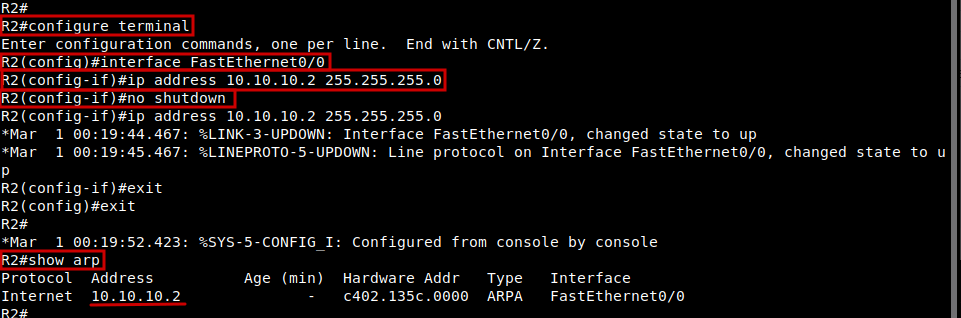 R2#
R2#configure terminal
Enter configuration commands, one per line.  End with CNTL/Z.
R2(config)#interface FastEthernet0/0
R2(config-if)#ip address 10.10.10.2 255.255.255.0
R2(config-if)#no shutdown
R2(config-if)#ip address 10.10.10.2 255.255.255.0
*Mar  1 00:19:44.467: %LINK-3-UPDOWN: Interface FastEthernet0/0, changed state to up
*Mar  1 00:19:45.467: %LINEPROTO-5-UPDOWN: Line protocol on Interface FastEthernet0/0, changed state to u
p
R2(config-if)#exit
R2(config)#exit
R2#
*Mar  1 00:19:52.423: %SYS-5-CONFIG_I: Configured from console by console
R2#show arp
Protocol  Address          Age (min)  Hardware Addr   Type   Interface
Internet  10.10.10.2              -   c402.135c.0000  ARPA   FastEthernet0/0
R2#